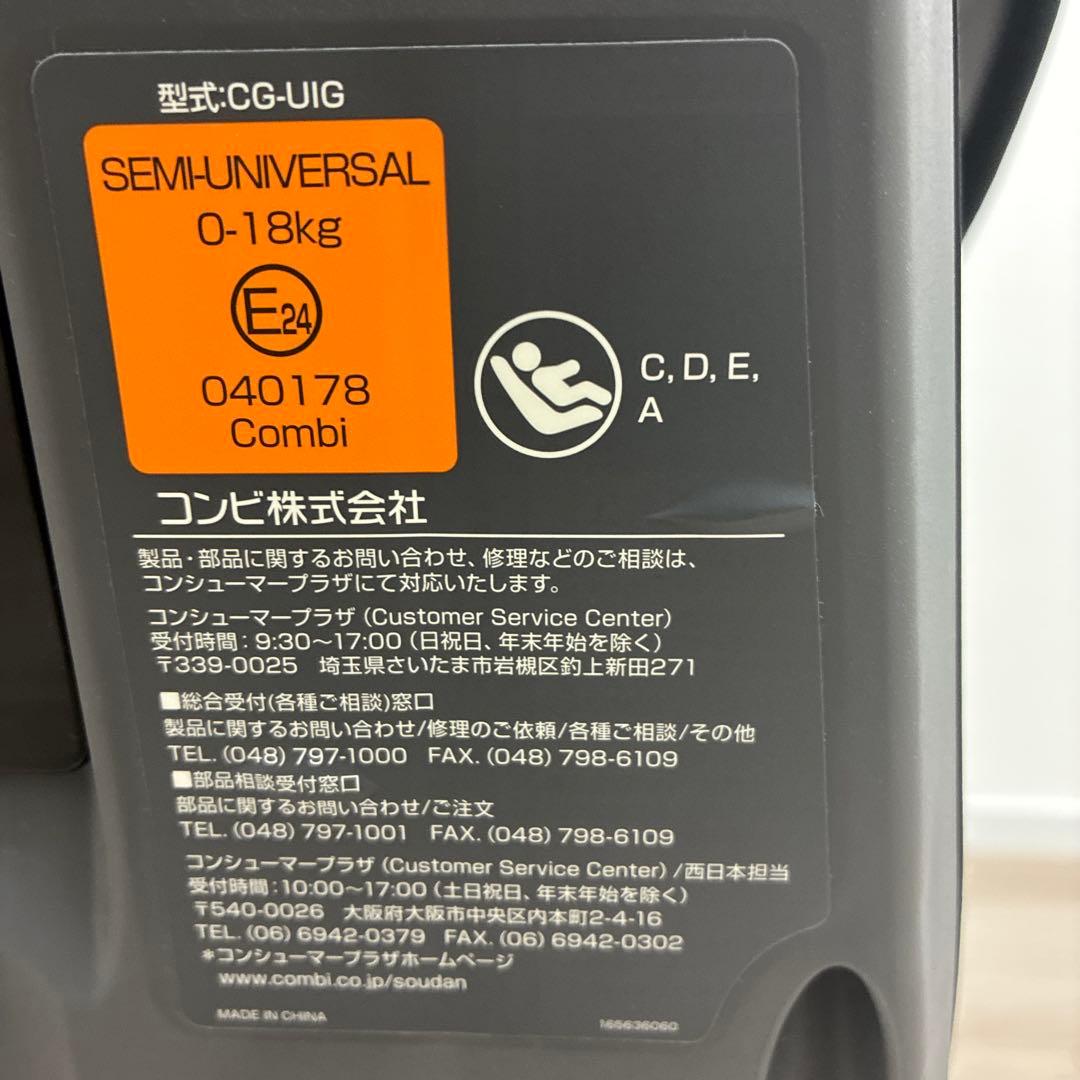 型式:CG-UIG
SEMI-UNIVERSAL
0-18kg
E24
040178
Combi
C, D, E,
A
コンビ株式会社
製品・部品に関するお問い合わせ、修理などのご相談は、
コンシューマープラザにて対応いたします。
コンシューマープラザ (Customer Service Center)
受付時間：9:30〜17:00 (日祝日、年末年始を除く)
〒339-0025 埼玉県さいたま市岩槻区釣上新田271
■総合受付(各種ご相談)窓口
製品に関するお問い合わせ/修理のご依頼/各種ご相談/その他
TEL. (048) 797-1000 FAX. (048) 798-6109
■部品相談受付窓口
部品に関するお問い合わせ/ご注文
TEL. (048) 797-1001 FAX. (048) 798-6109
コンシューマープラザ (Customer Service Center) /西日本担当
受付時間：10:00〜17:00 (土日祝日、年末年始を除く)
〒540-0026 大阪府大阪市中央区内本町2-4-16
TEL. (06) 6942-0379 FAX. (06) 6942-0302
*コンシューマープラザホームページ
www.combi.co.jp/soudan
MADE IN CHINA
165636060